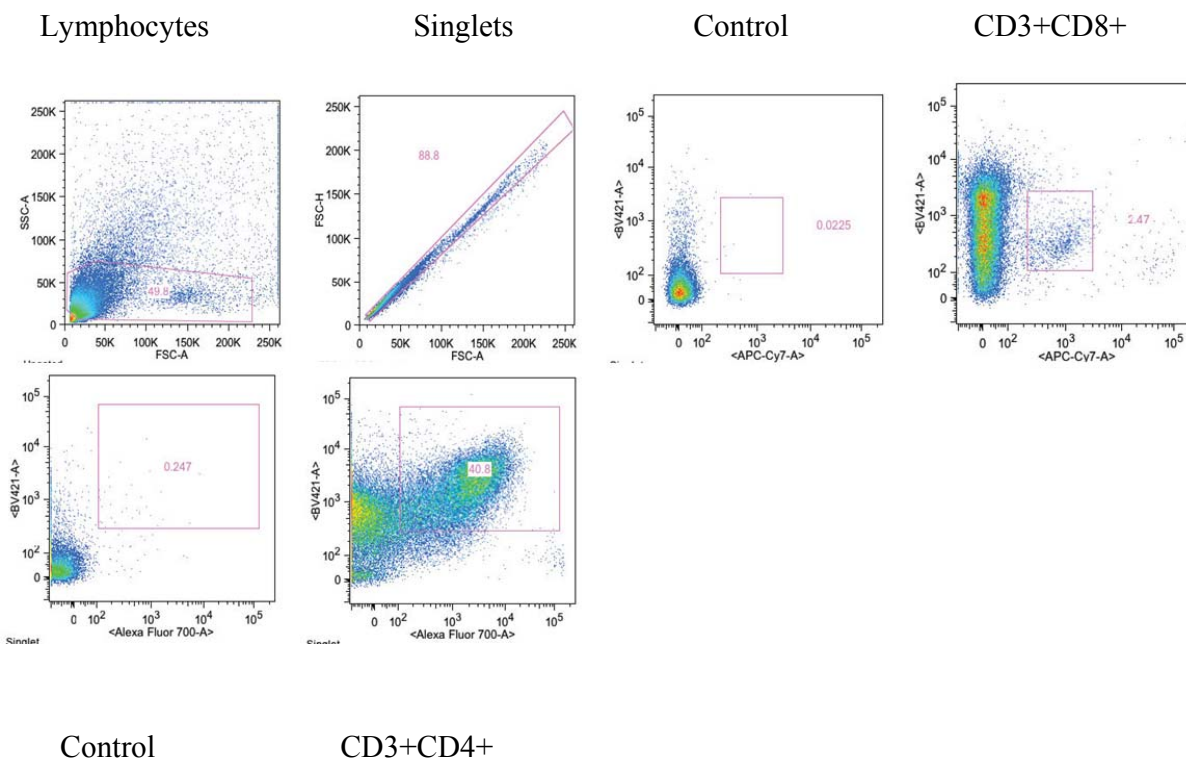 Lymphocytes Singlets Control CD3+CD8+
250K
200K
150K
100K
50K
0
SSC-A
49.8
0 50K 100K 150K 200K 250K
FSC-A
250K
200K
150K
100K
50K
0
FSC-H
88.8
0 50K 100K 150K 200K 250K
FSC-A
10^5
10^4
10^3
10^2
0
<BV421-A>
0.0225
0 10^2 10^3 10^4 10^5
<APC-Cy7-A>
10^5
10^4
10^3
10^2
0
<BV421-A>
2.47
0 10^2 10^3 10^4 10^5
<APC-Cy7-A>
10^5
10^4
10^3
10^2
0
<BV421-A>
0.247
0 10^2 10^3 10^4 10^5
<Alexa Fluor 700-A>
Singlet
10^5
10^4
10^3
10^2
0
<BV421-A>
40.8
0 10^2 10^3 10^4 10^5
<Alexa Fluor 700-A>
Singlet
Control CD3+CD4+